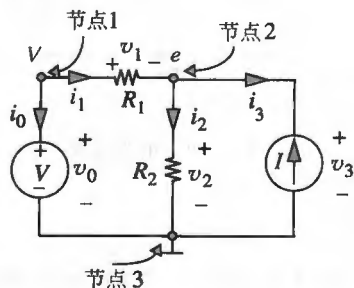 节点1
节点2
V
+ v₁ −
e
i₁
R₁
i₃
i₀
i₂
+
V
−
+
v₀
−
R₂
+
v₂
−
I
+
v₃
−
节点3